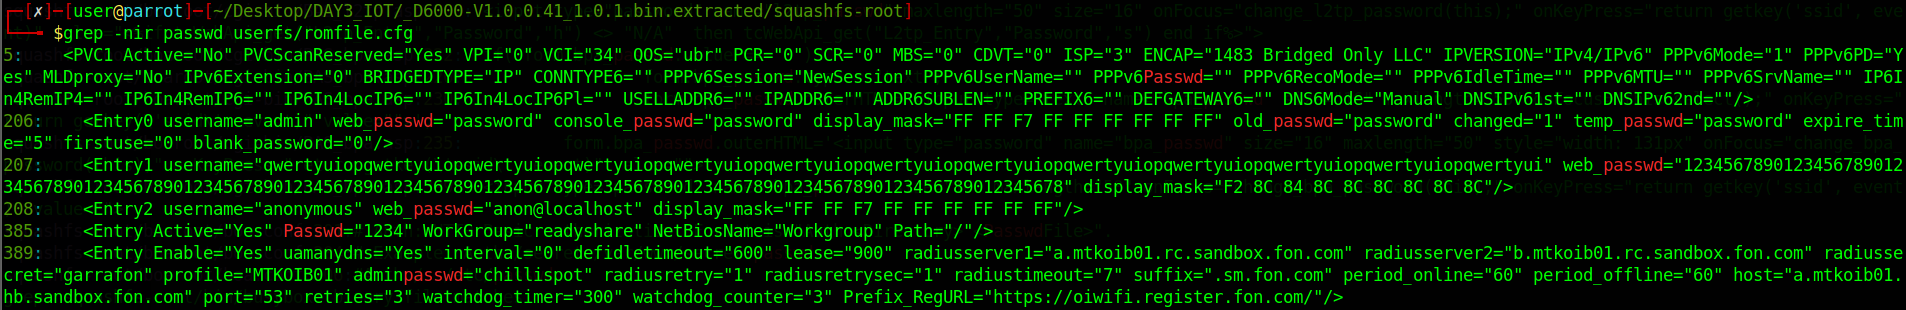 ┌─[✗]─[user@parrot]─[~/Desktop/DAY3_IOT/_D6000-V1.0.0.41_1.0.1.bin.extracted/squashfs-root]
└──╼ $grep -nir passwd userfs/romfile.cfg
5:    <PVC1 Active="No" PVCScanReserved="Yes" VPI="0" VCI="34" QOS="ubr" PCR="0" SCR="0" MBS="0" CDVT="0" ISP="3" ENCAP="1483 Bridged Only LLC" IPVERSION="IPv4/IPv6" PPPv6Mode="1" PPPv6PD="Y
es" MLDproxy="No" IPv6Extension="0" BRIDGEDTYPE="IP" CONNTYPE6="" PPPv6Session="NewSession" PPPv6UserName="" PPPv6Passwd="" PPPv6RecoMode="" PPPv6IdleTime="" PPPv6MTU="" PPPv6SrvName="" IP6I
n4RemIP4="" IP6In4RemIP6="" IP6In4LocIP6="" IP6In4LocIP6Pl="" USELLADDR6="" IPADDR6="" ADDR6SUBLEN="" PREFIX6="" DEFGATEWAY6="" DNS6Mode="Manual" DNSIPv61st="" DNSIPv62nd=""/>
206:    <Entry0 username="admin" web_passwd="password" console_passwd="password" display_mask="FF FF F7 FF FF FF FF FF FF" old_passwd="password" changed="1" temp_passwd="password" expire_tim
e="5" firstuse="0" blank_password="0"/>
207:    <Entry1 username="qwertyuiopqwertyuiopqwertyuiopqwertyuiopqwertyuiopqwertyuiopqwertyuiopqwertyuiopqwertyuiopqwertyuiopqwertyuiopqwertyuiopqwertyui" web_passwd="1234567890123456789012
3456789012345678901234567890123456789012345678901234567890123456789012345678901234567890123456789012345678" display_mask="F2 8C 84 8C 8C 8C 8C 8C 8C"/>
208:    <Entry2 username="anonymous" web_passwd="anon@localhost" display_mask="FF FF F7 FF FF FF FF FF FF"/>
385:    <Entry Active="Yes" Passwd="1234" WorkGroup="readyshare" NetBiosName="Workgroup" Path="/"/>
389:    <Entry Enable="Yes" uamanydns="Yes" interval="0" defidletimeout="600" lease="900" radiusserver1="a.mtkoib01.rc.sandbox.fon.com" radiusserver2="b.mtkoib01.rc.sandbox.fon.com" radiusse
cret="garrafon" profile="MTKOIB01" adminpasswd="chillispot" radiusretry="1" radiusretrysec="1" radiustimeout="7" suffix=".sm.fon.com" period_online="60" period_offline="60" host="a.mtkoib01.
hb.sandbox.fon.com" port="53" retries="3" watchdog_timer="300" watchdog_counter="3" Prefix_RegURL="https://oiwifi.register.fon.com/"/>